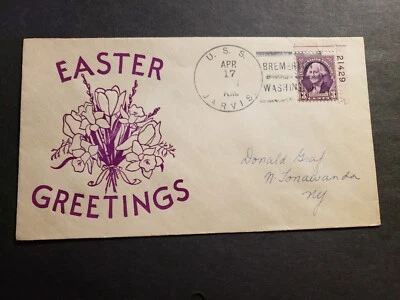 EASTER
GREETINGS
U.S.S.
APR
17
JARVIS
BREMER
WASHIN
21429
Donald Graf
N. Tonawanda
NY